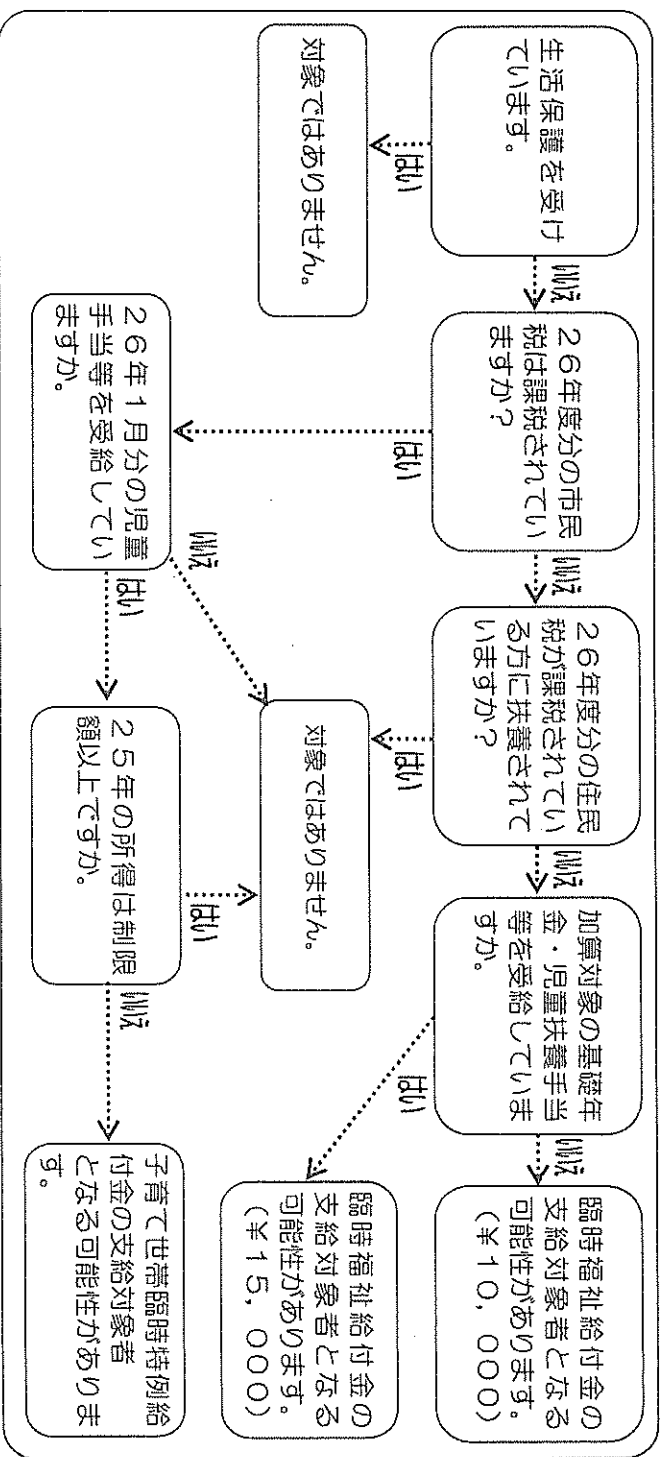 生活保護を受け
ています。
はい
対象ではありません。
いいえ
26年度分の市民
税は課税されてい
ますか?
はい
いいえ
26年1月分の児童
手当等を受給してい
ますか。
いいえ
はい
26年度分の住民
税が課税されてい
る方に扶養されて
いますか?
はい
いいえ
対象ではありません。
25年の所得は制限
額以上ですか。
はい
いいえ
加算対象の基礎年
金・児童扶養手当
等を受給していま
すか。
はい
いいえ
臨時福祉給付金の
支給対象者となる
可能性があります。
(¥10,000)
臨時福祉給付金の
支給対象者となる
可能性があります。
(¥15,000)
子育て世帯臨時特例給
付金の支給対象者
となる可能性がありま
す。